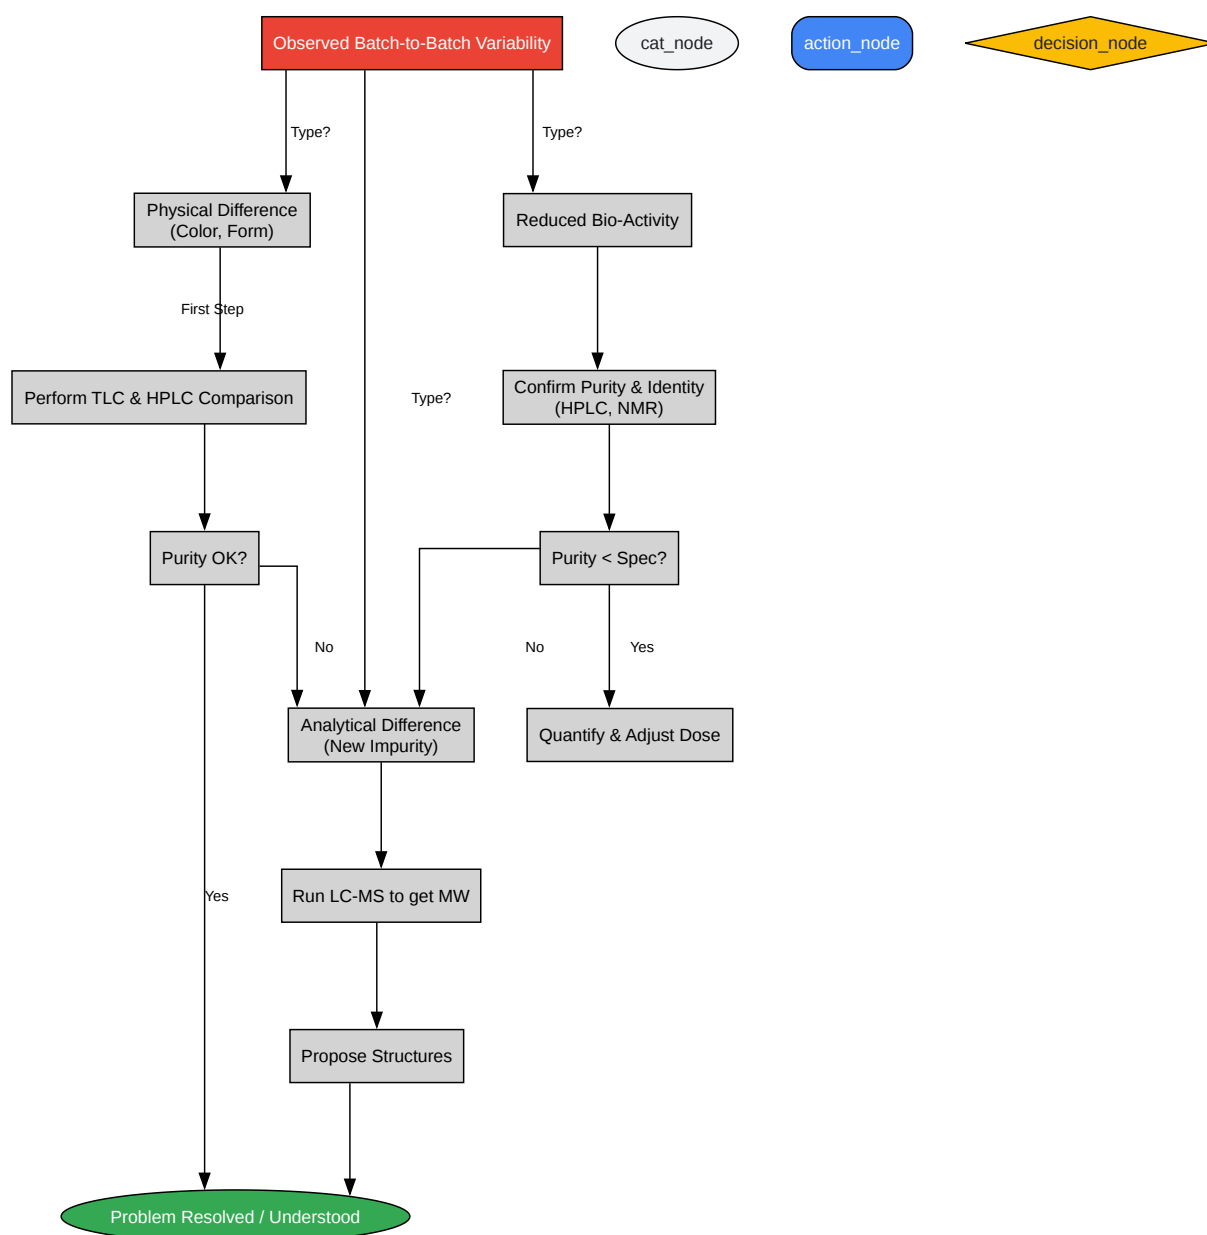 Observed Batch-to-Batch Variability
cat_node
action_node
decision_node
Type?
Type?
Physical Difference
(Color, Form)
Reduced Bio-Activity
First Step
Perform TLC & HPLC Comparison
Type?
Confirm Purity & Identity
(HPLC, NMR)
Purity OK?
Purity < Spec?
No
No
Yes
Analytical Difference
(New Impurity)
Quantify & Adjust Dose
Yes
Run LC-MS to get MW
Propose Structures
Problem Resolved / Understood